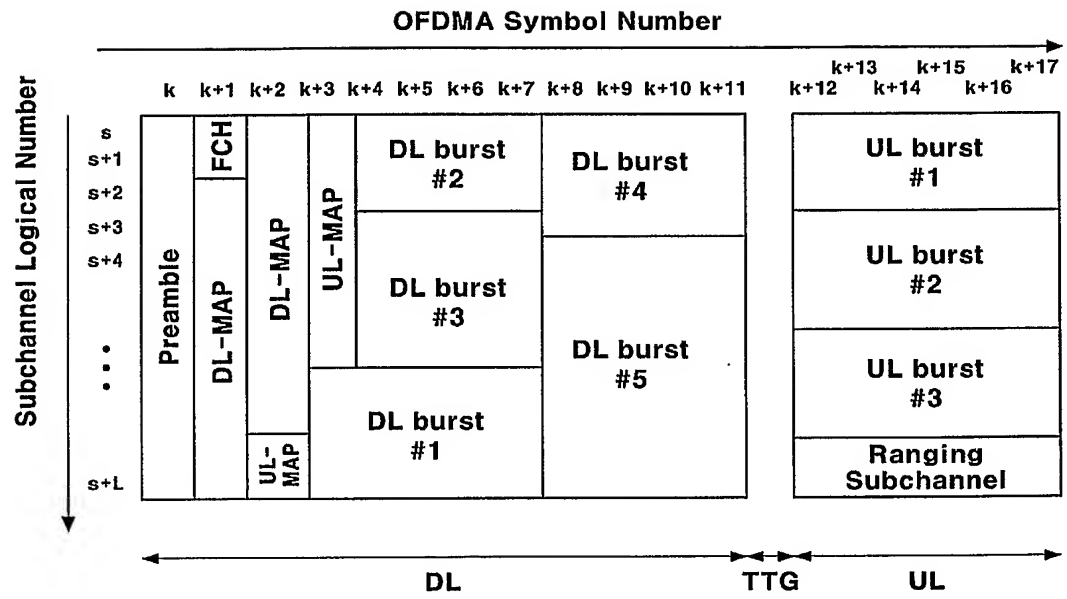 OFDMA Symbol Number
k+13 k+15 k+17
k k+1 k+2 k+3 k+4 k+5 k+6 k+7 k+8 k+9 k+10 k+11 k+12 k+14 k+16
Subchannel Logical Number
s
s+1
s+2
s+3
s+4
s+L
Preamble
FCH
DL-MAP
DL-MAP
UL-
MAP
UL-MAP
DL burst
#2
DL burst
#3
DL burst
#1
DL burst
#4
DL burst
#5
UL burst
#1
UL burst
#2
UL burst
#3
Ranging
Subchannel
DL TTG UL